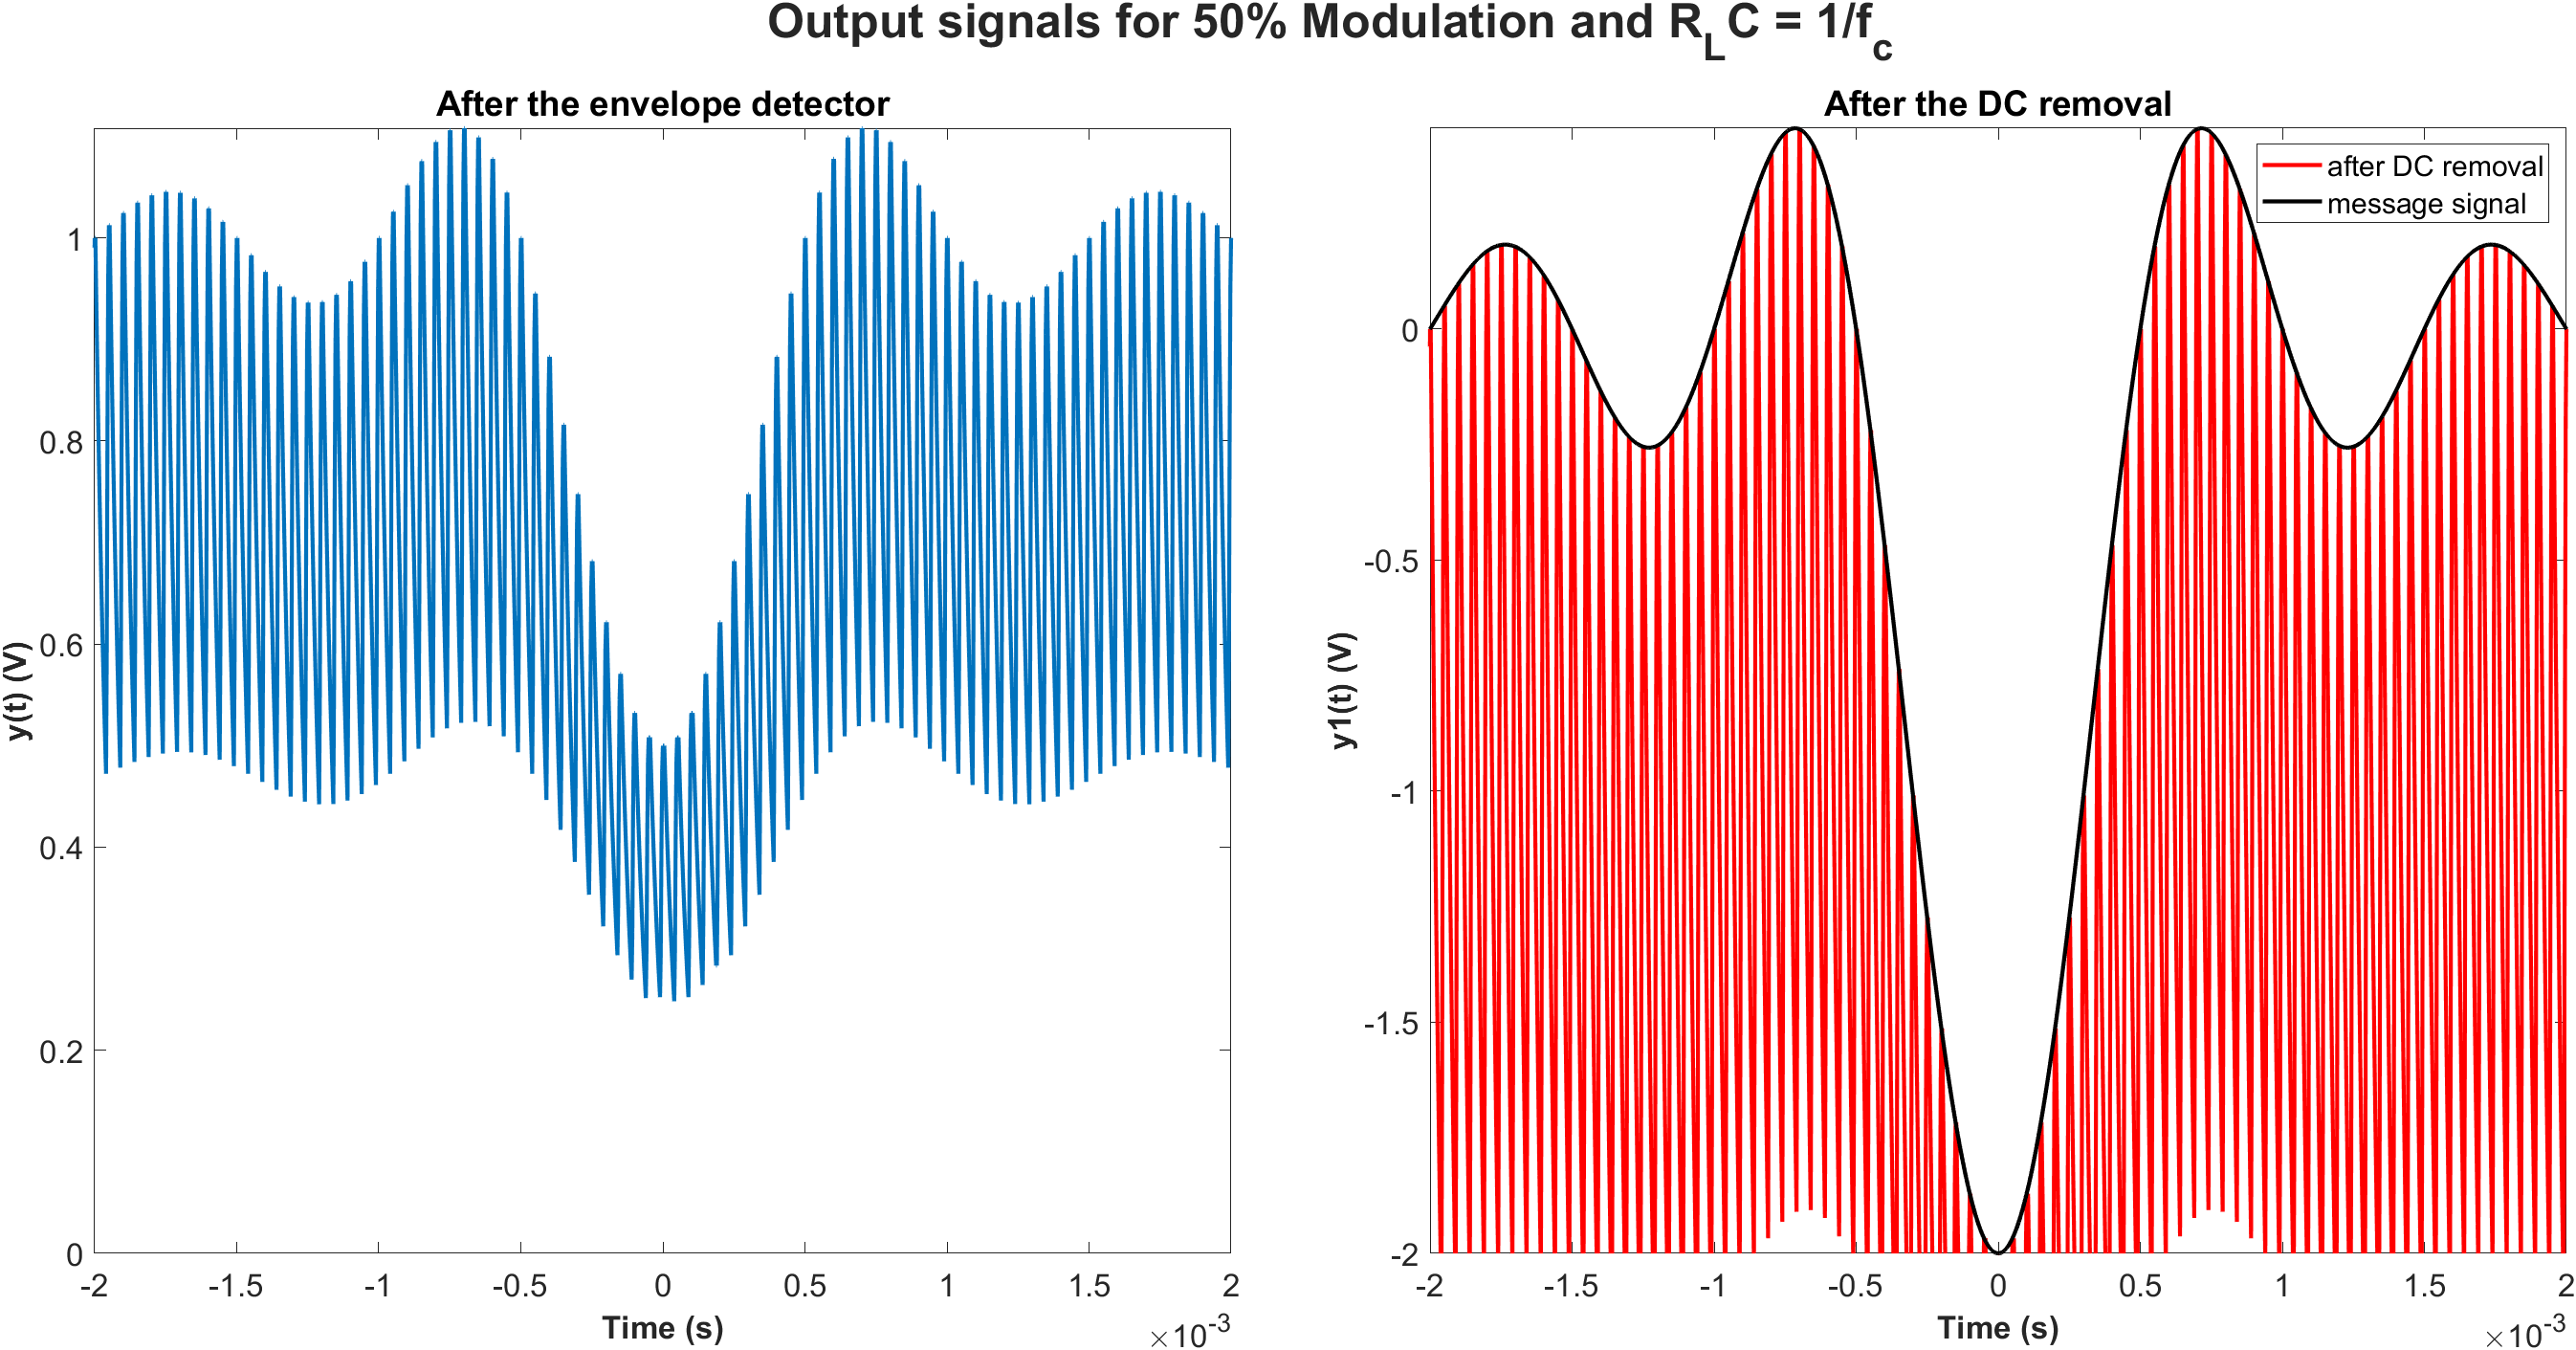 Output signals for 50% Modulation and R_L C = 1/f_c
After the envelope detector
y(t) (V)
1
0.8
0.6
0.4
0.2
0
-2 -1.5 -1 -0.5 0 0.5 1 1.5 2
Time (s)
×10^-3
After the DC removal
after DC removal
message signal
y1(t) (V)
0
-0.5
-1
-1.5
-2
-2 -1.5 -1 -0.5 0 0.5 1 1.5 2
Time (s)
×10^-3